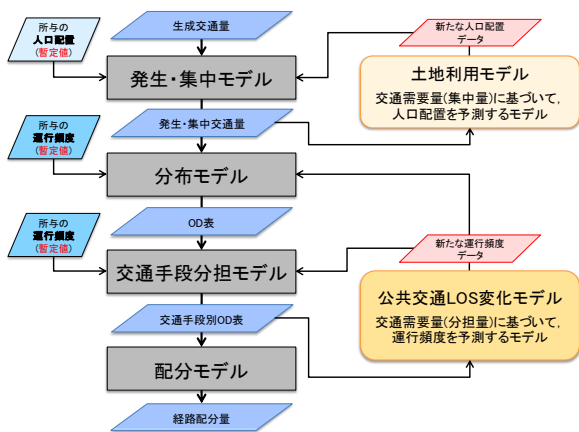 所与の
人口配置
(暫定値)
生成交通量
新たな人口配置
データ
発生・集中モデル
土地利用モデル
交通需要量(集中量)に基づいて,
人口配置を予測するモデル
発生・集中交通量
所与の
運行頻度
(暫定値)
分布モデル
OD表
所与の
運行頻度
(暫定値)
新たな運行頻度
データ
交通手段分担モデル
公共交通LOS変化モデル
交通需要量(分担量)に基づいて,
運行頻度を予測するモデル
交通手段別OD表
配分モデル
経路配分量